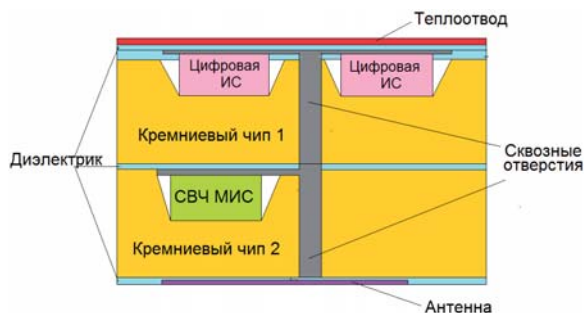 Теплоотвод
Цифровая
ИС
Цифровая
ИС
Кремниевый чип 1
Диэлектрик
Сквозные
отверстия
СВЧ МИС
Кремниевый чип 2
Антенна